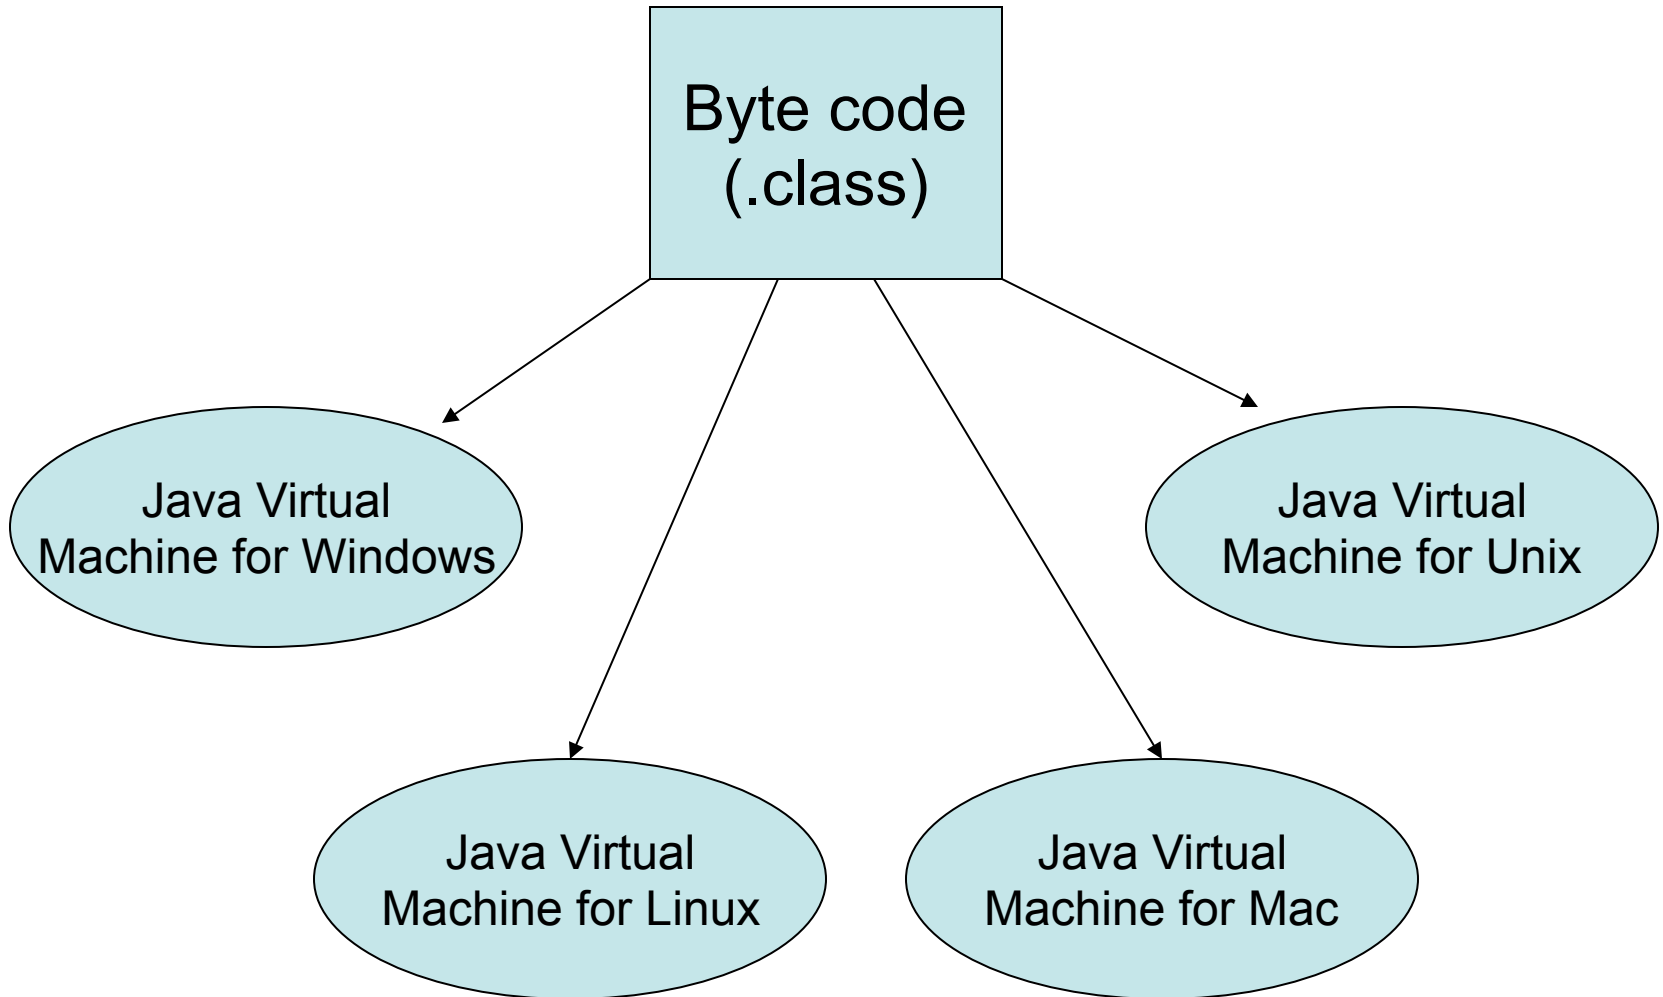 Byte code
(.class)
Java Virtual
Machine for Windows
Java Virtual
Machine for Unix
Java Virtual
Machine for Linux
Java Virtual
Machine for Mac